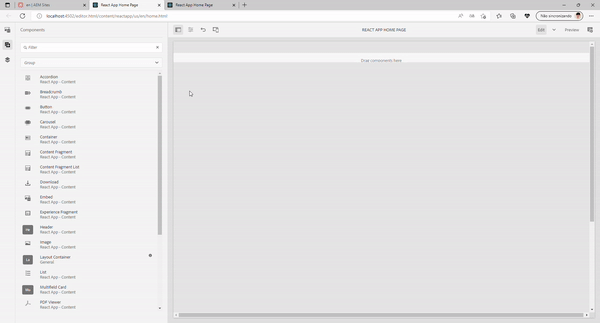 AEM Sites
React App Home Page
React App Home Page
localhost:4502/editor.html/content/reactapp/us/en/home.html
Não sincronizando
Components
REACT APP HOME PAGE
Edit
Preview
Filter
Group
Drag components here
Accordion
React App - Content
Breadcrumb
React App - Content
Button
React App - Content
Carousel
React App - Content
Container
React App - Content
Content Fragment
React App - Content
Content Fragment List
React App - Content
Download
React App - Content
Embed
React App - Content
Experience Fragment
React App - Content
Header
React App - Content
Image
React App - Content
Layout Container
General
List
React App - Content
Multifield Card
React App - Content
PDF Viewer
React App - Content